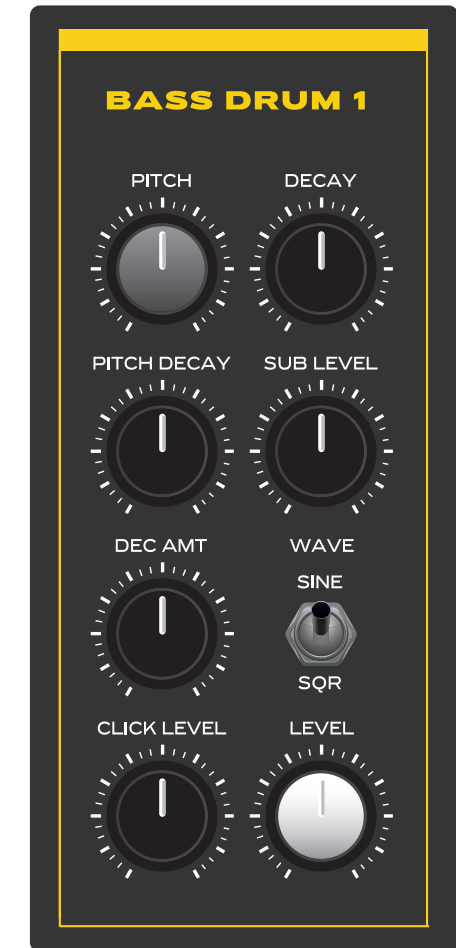 BASS DRUM 1
PITCH DECAY
PITCH DECAY SUB LEVEL
DEC AMT WAVE
SINE
SQR
CLICK LEVEL LEVEL